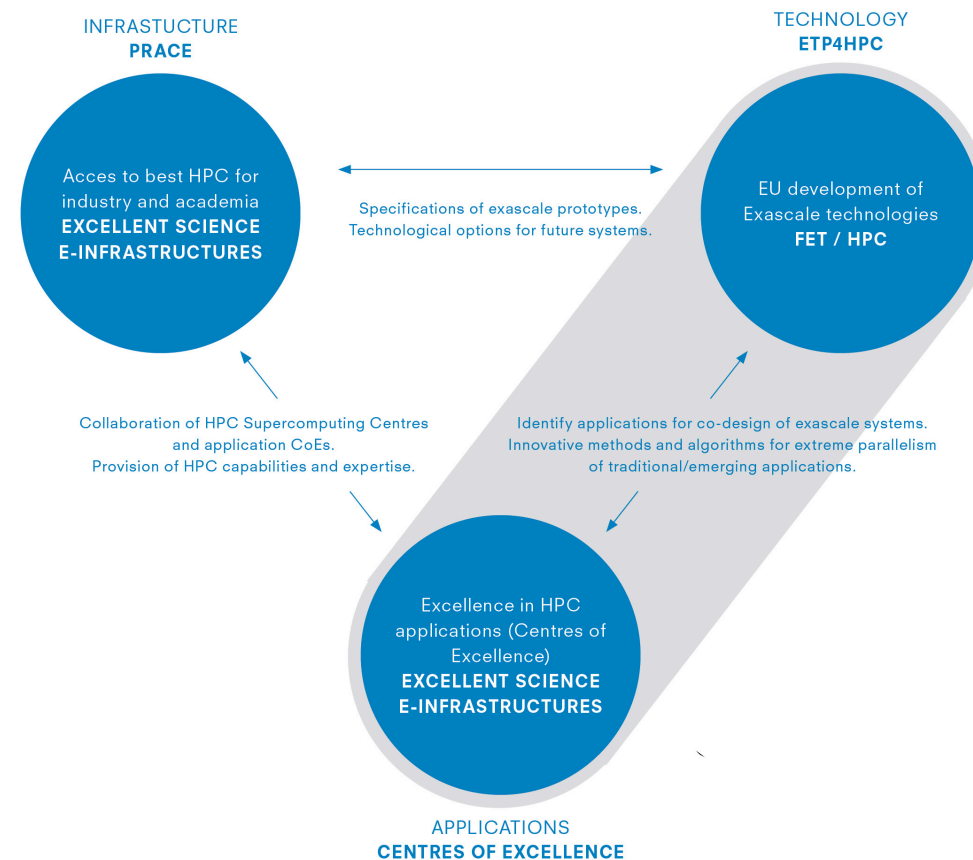 INFRASTUCTURE
PRACE
TECHNOLOGY
ETP4HPC
Acces to best HPC for
industry and academia
EXCELLENT SCIENCE
E-INFRASTRUCTURES
Specifications of exascale prototypes.
Technological options for future systems.
EU development of
Exascale technologies
FET / HPC
Collaboration of HPC Supercomputing Centres
and application CoEs.
Provision of HPC capabilities and expertise.
Identify applications for co-design of exascale systems.
Innovative methods and algorithms for extreme parallelism
of traditional/emerging applications.
Excellence in HPC
applications (Centres of
Excellence)
EXCELLENT SCIENCE
E-INFRASTRUCTURES
APPLICATIONS
CENTRES OF EXCELLENCE